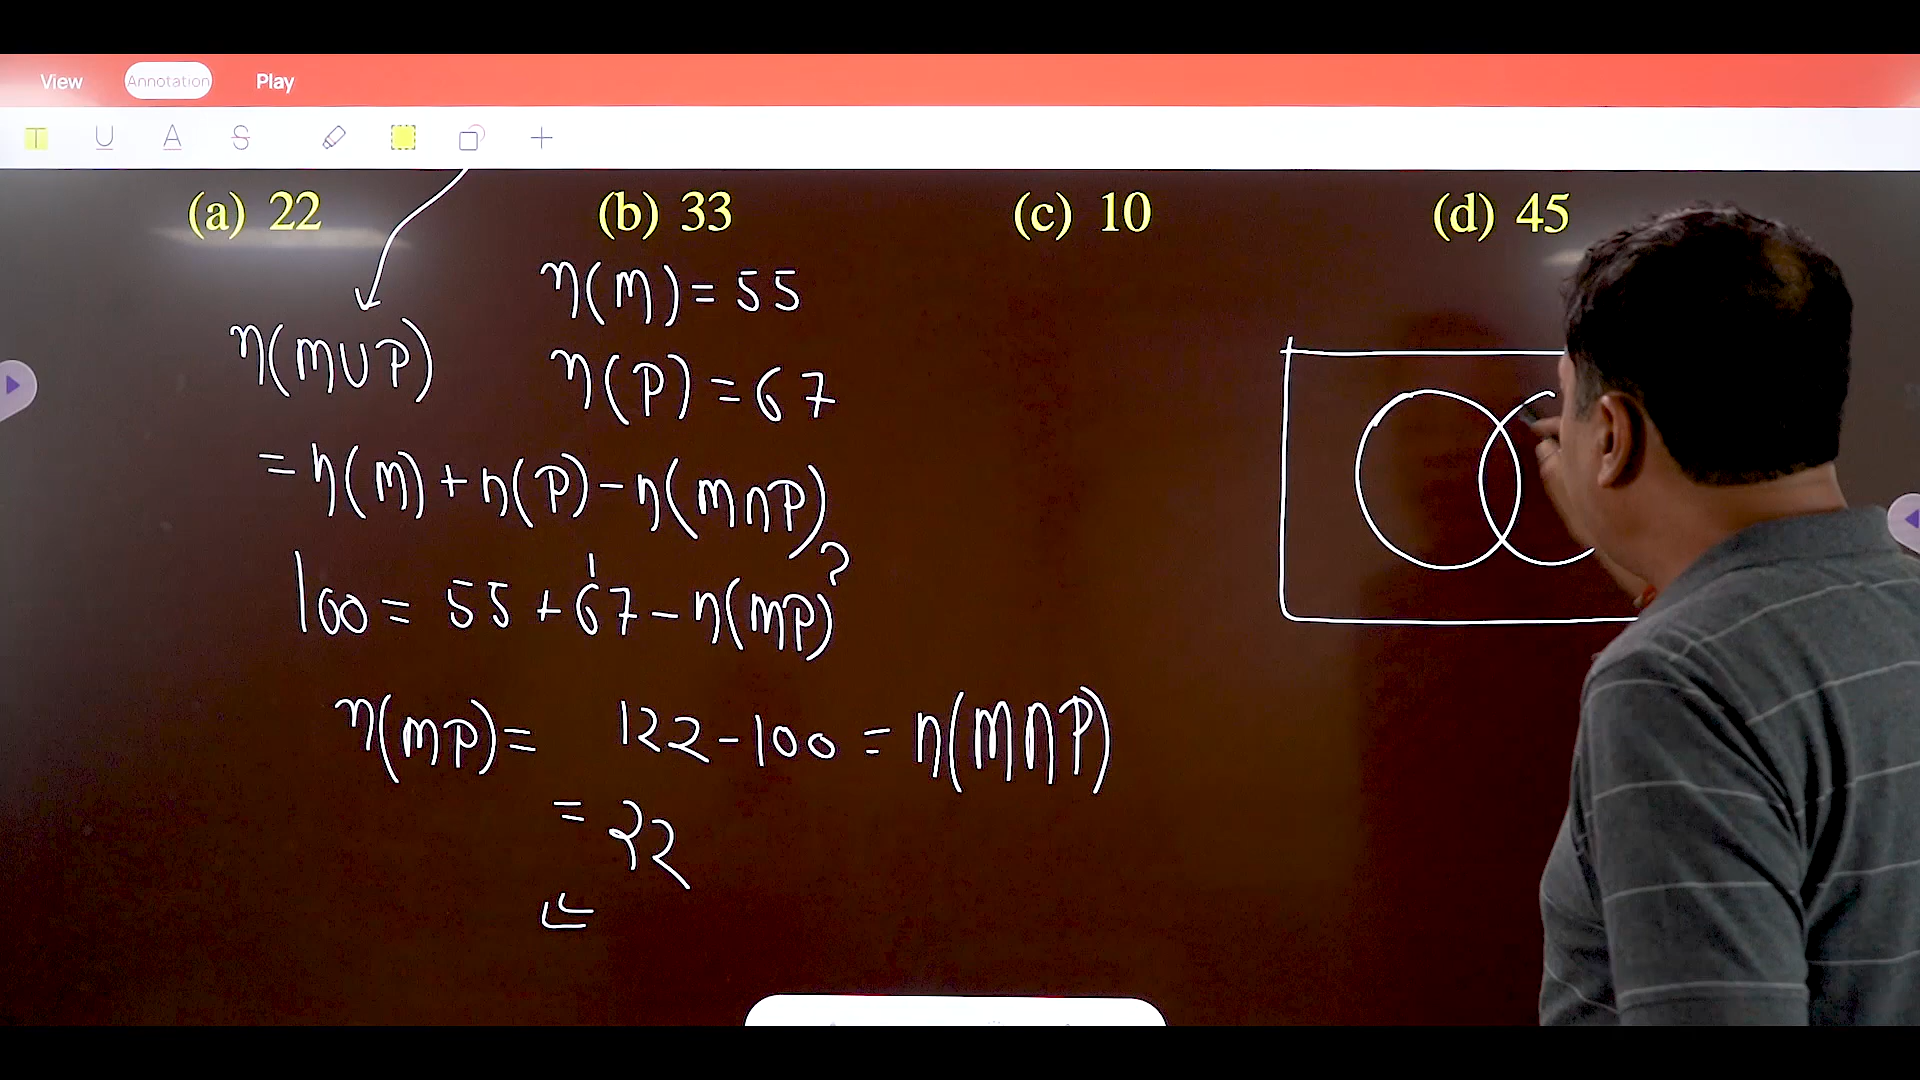 View Annotation Play
T U A S
(a) 22 (b) 33 (c) 10 (d) 45
n(M) = 55
n(M∪P) n(P) = 67
= n(M) + n(P) - n(M∩P)
100 = 55 + 67 - n(MP)?
n(MP) = 122 - 100 = n(M∩P)
= 22